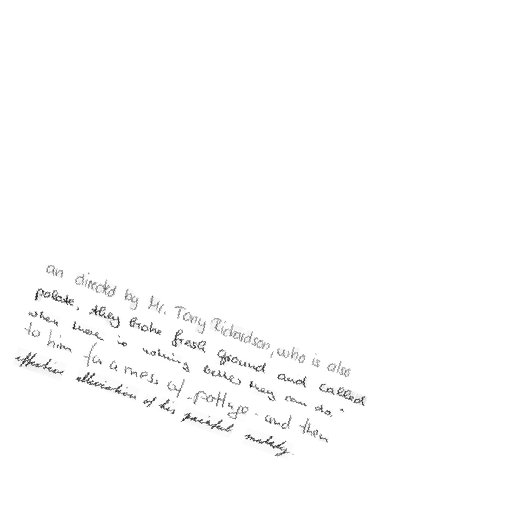 an directed by Mr. Tony Richardson, who is also
palate, they broke fresh ground and called
when there is nothing better they can do."
to him for a mess of pottage - and then
effective alleviation of his painful malady.